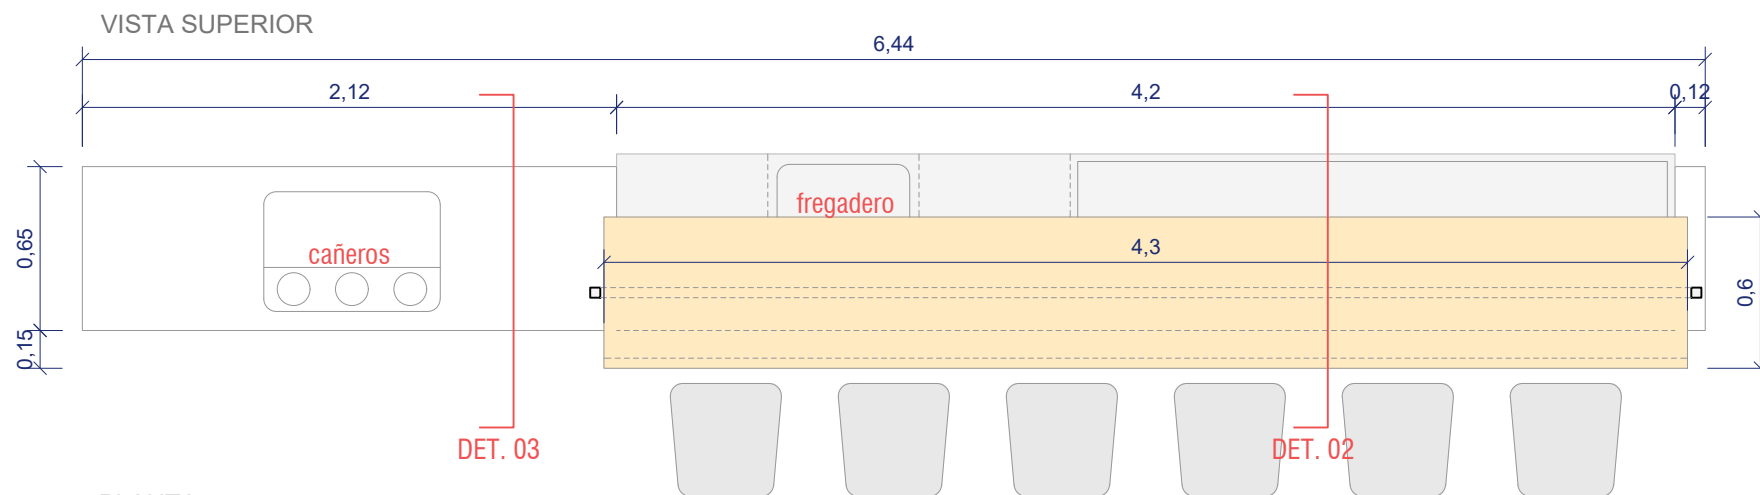 VISTA SUPERIOR
6,44
2,12
4,2
0,12
fregadero
cañeros
4,3
0,65
0,6
0,15
DET. 03
DET. 02